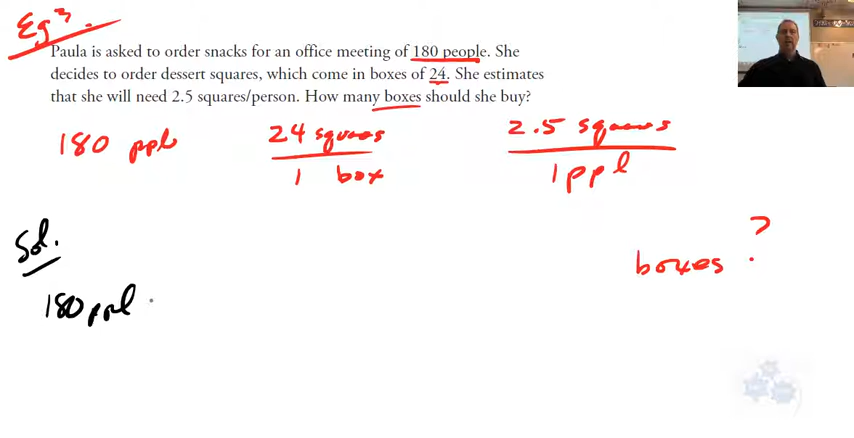 Eg 3.
Paula is asked to order snacks for an office meeting of 180 people. She
decides to order dessert squares, which come in boxes of 24. She estimates
that she will need 2.5 squares/person. How many boxes should she buy?
180 ppl
24 squares
1 box
2.5 squares
1 ppl
Sol.
boxes ?
180 ppl